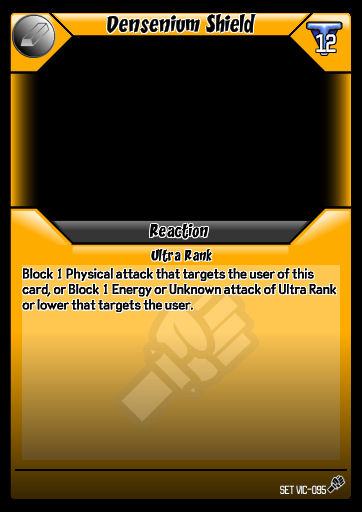 Densenium Shield
12
Reaction
Ultra Rank
Block 1 Physical attack that targets the user of this
card, or Block 1 Energy or Unknown attack of Ultra Rank
or lower that targets the user.
SET VIC-095